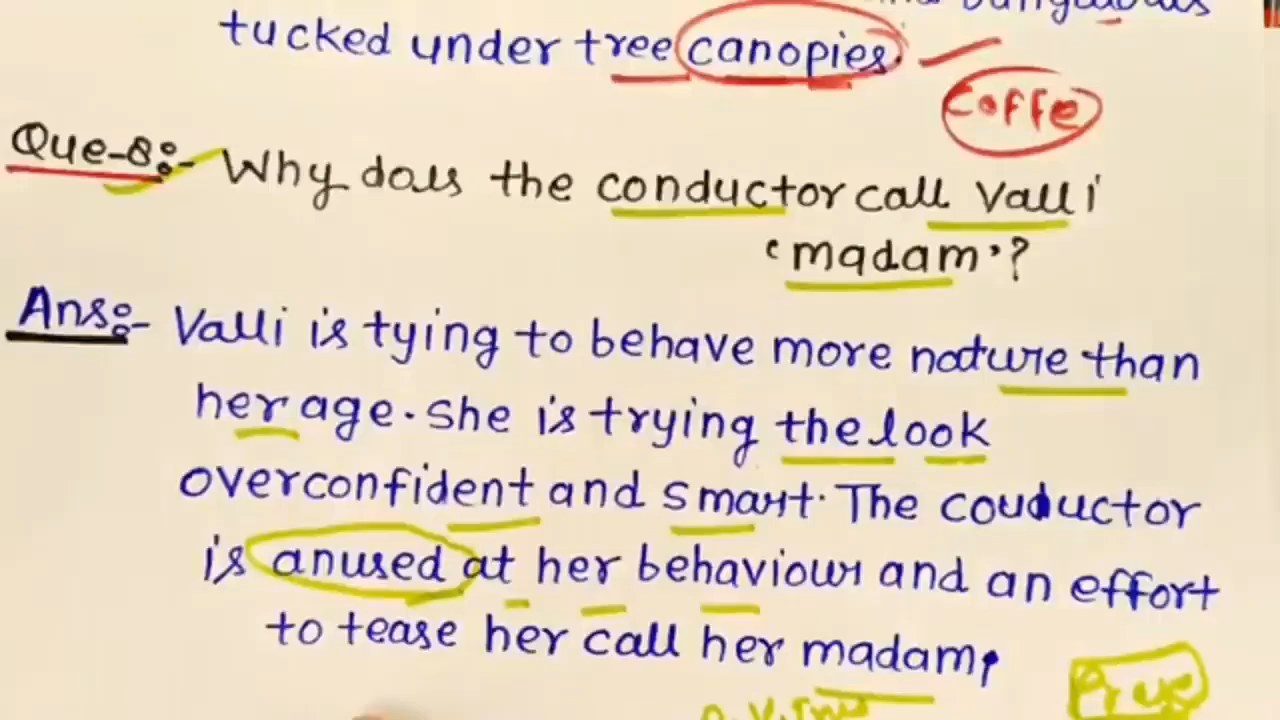 tucked under tree canopies.
coffe
Que-8:- Why does the conductor call Valli
'madam'?
Ans:- Valli is tying to behave more nature than
her age. She is trying the look
overconfident and smart. The conductor
is anused at her behaviour and an effort
to tease her call her madam,